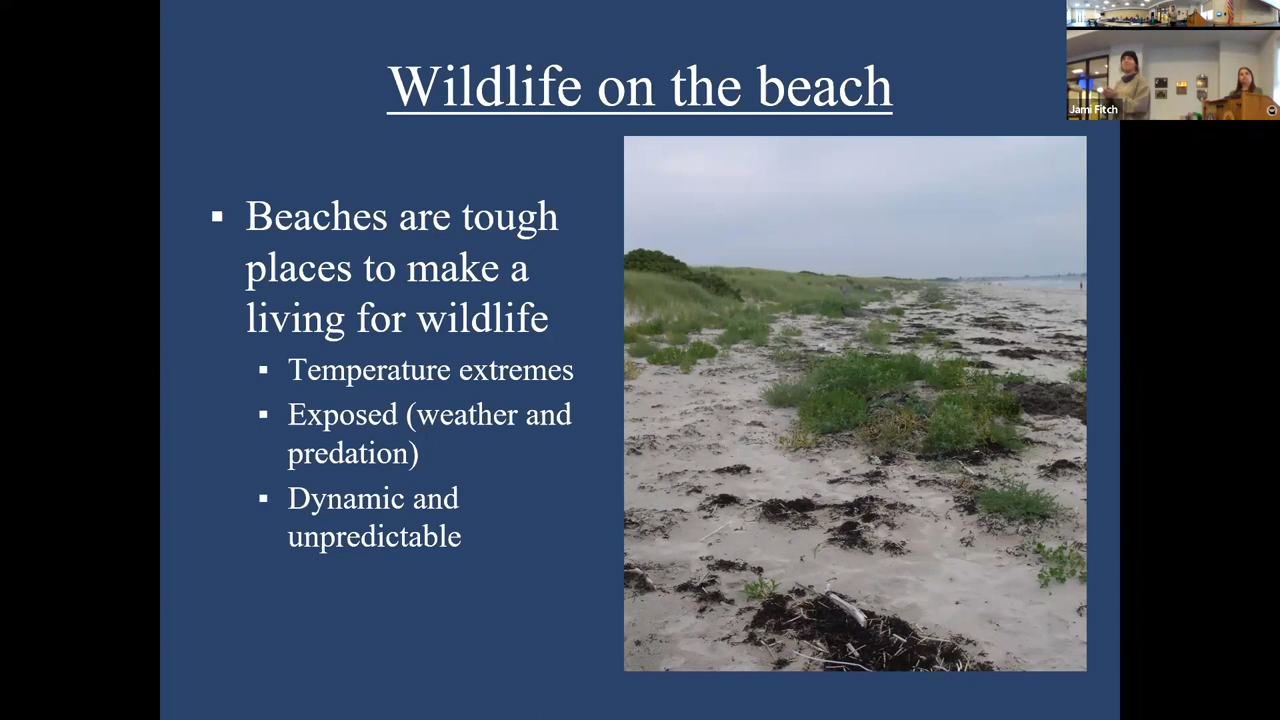 Wildlife on the beach
Jami Fitch
▪ Beaches are tough
places to make a
living for wildlife
▪ Temperature extremes
▪ Exposed (weather and
predation)
▪ Dynamic and
unpredictable